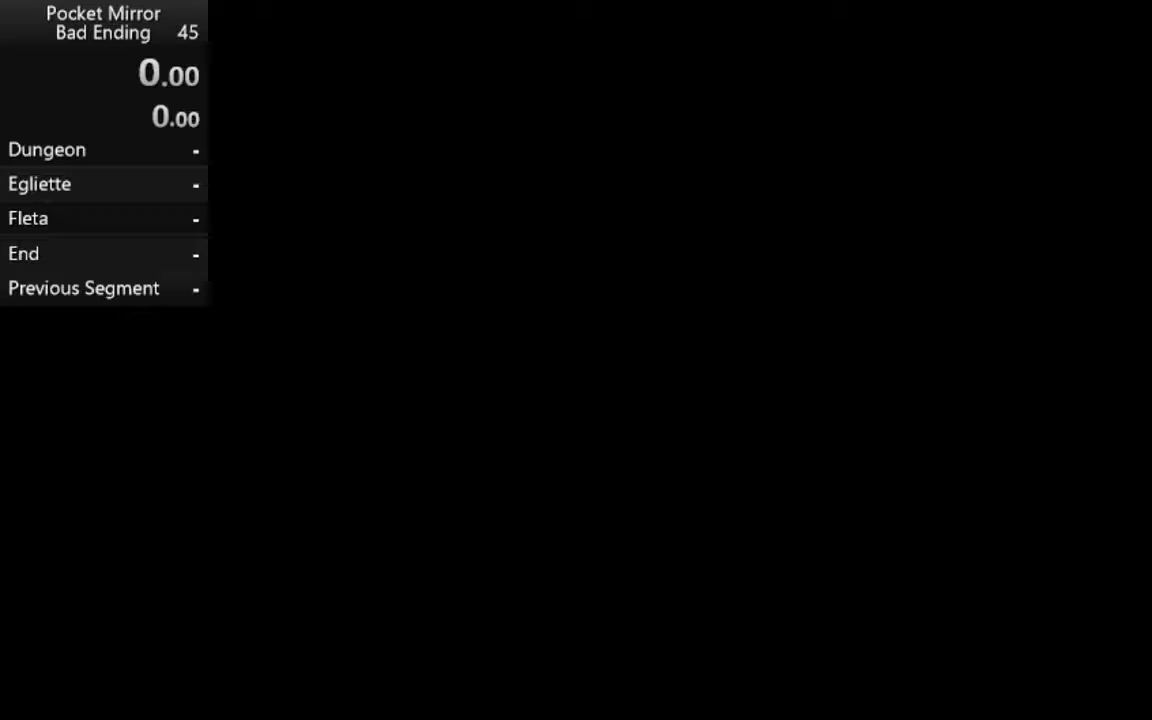 Pocket Mirror
Bad Ending 45
0.00
0.00
Dungeon -
Egliette -
Fleta -
End -
Previous Segment -